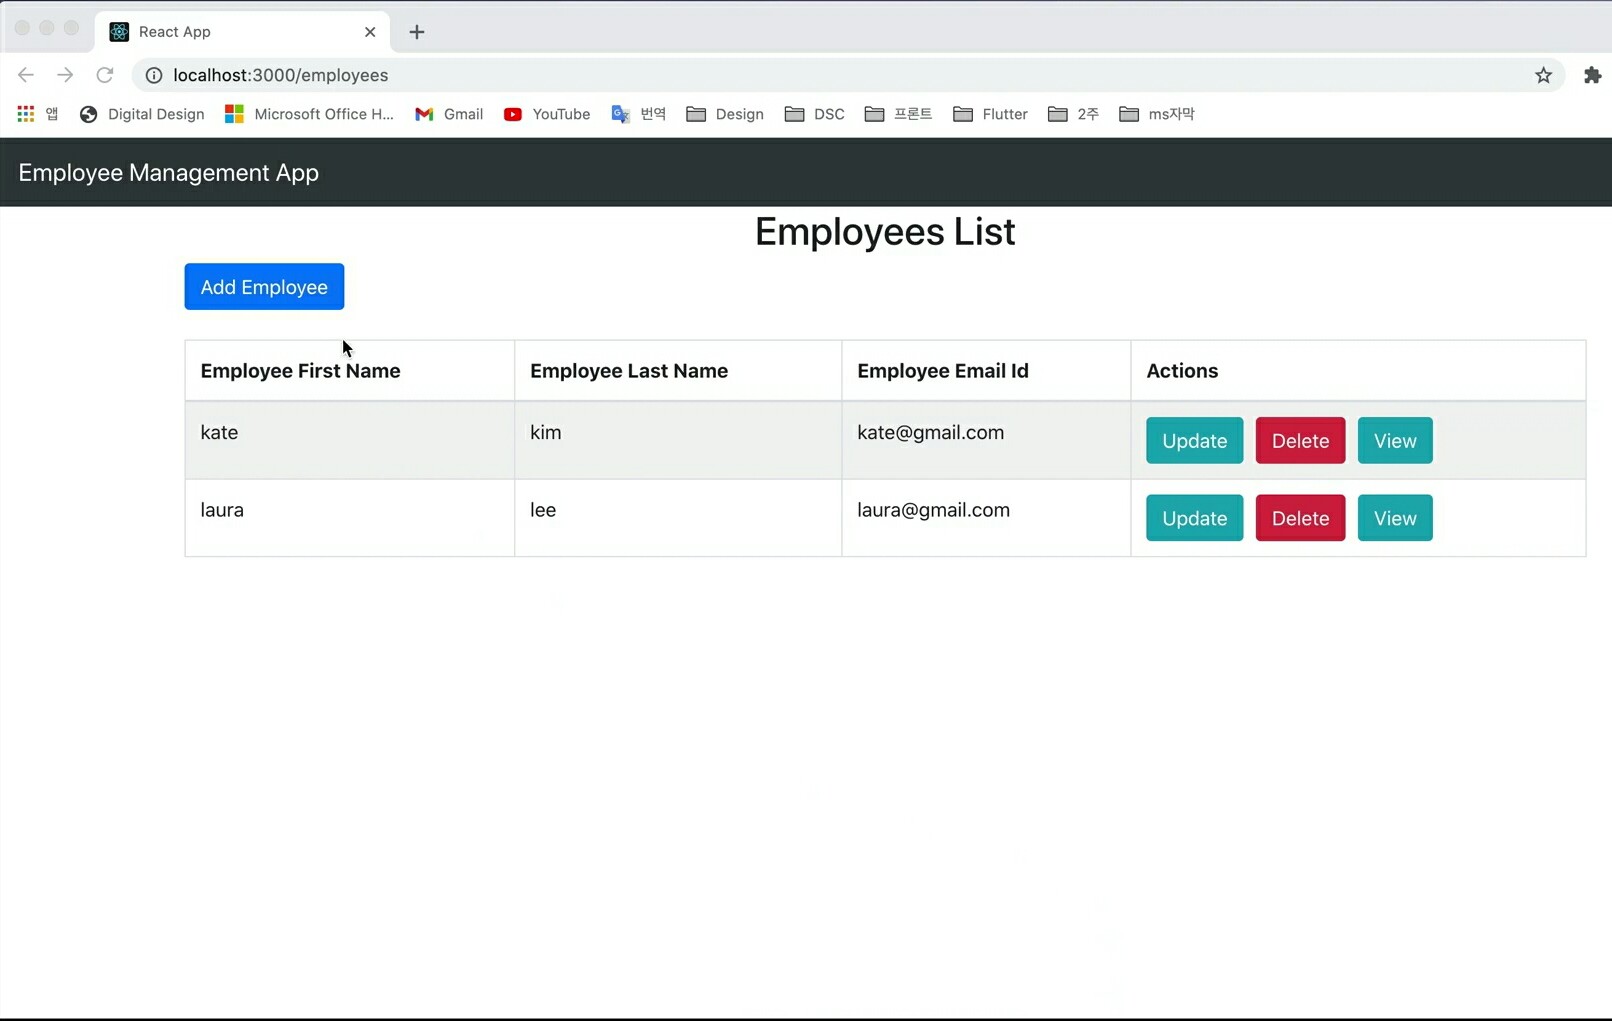 React App
localhost:3000/employees
앱 Digital Design Microsoft Office H... Gmail YouTube 번역 Design DSC 프론트 Flutter 2주 ms자막
Employee Management App
Employees List
Add Employee
Employee First Name Employee Last Name Employee Email Id Actions
kate kim kate@gmail.com Update Delete View
laura lee laura@gmail.com Update Delete View